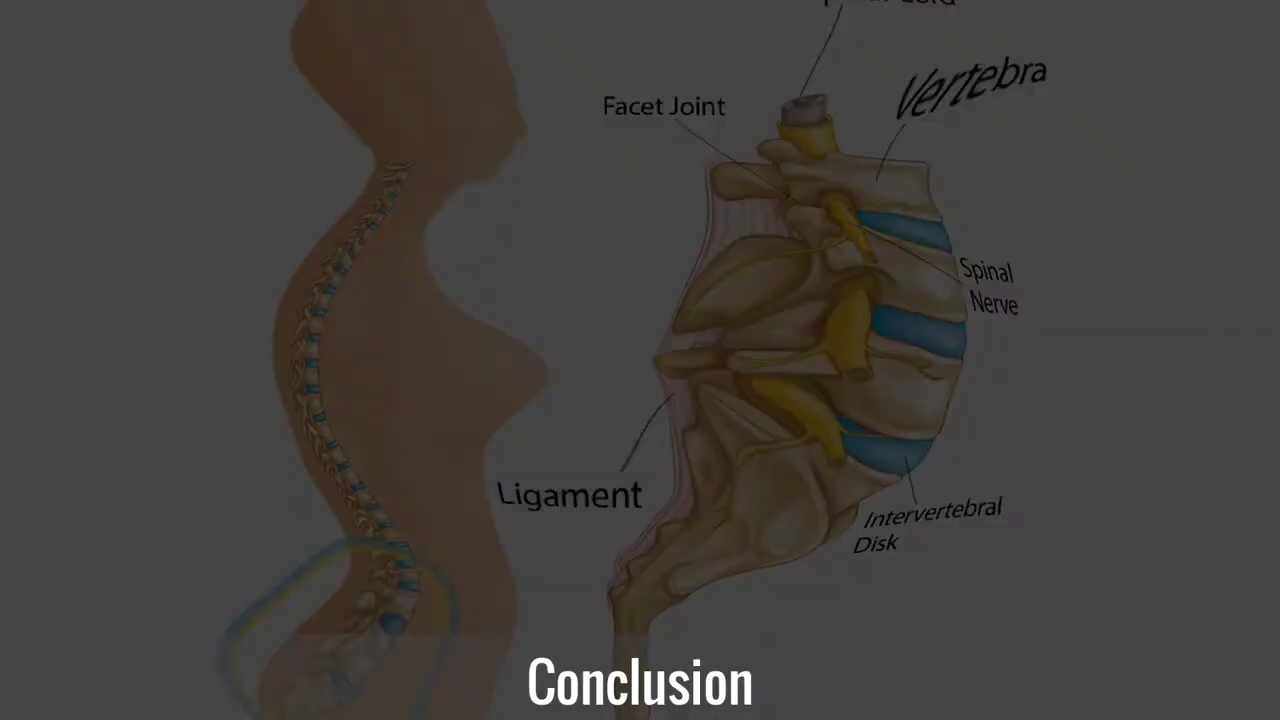 Vertebra
Facet Joint
Spinal
Nerve
Ligament
Intervertebral
Disk
Conclusion